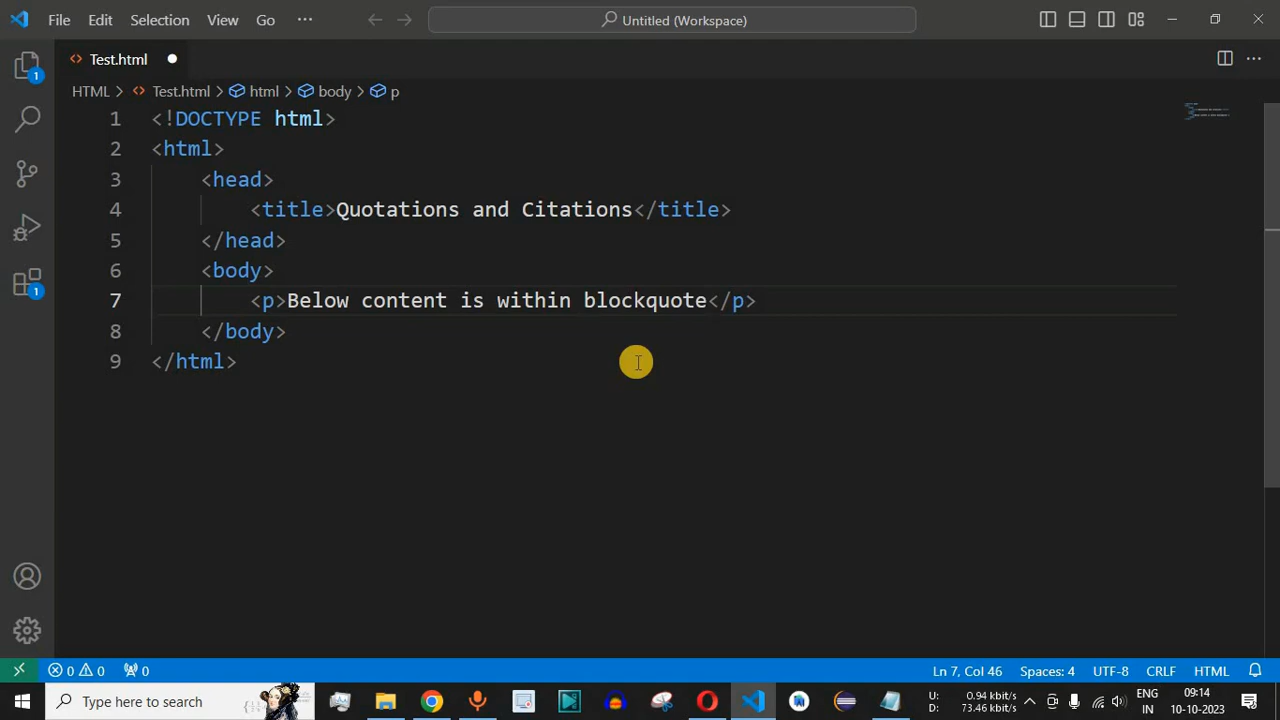 File Edit Selection View Go ··· Untitled (Workspace)
Test.html
HTML > Test.html > html > body > p
1 <!DOCTYPE html>
2 <html>
3 <head>
4 <title>Quotations and Citations</title>
5 </head>
6 <body>
7 <p>Below content is within blockquote</p>
8 </body>
9 </html>
1
1
0 0 0 Ln 7, Col 46 Spaces: 4 UTF-8 CRLF HTML
Type here to search
U: 0.94 kbit/s
D: 73.46 kbit/s
ENG
IN
09:14
10-10-2023